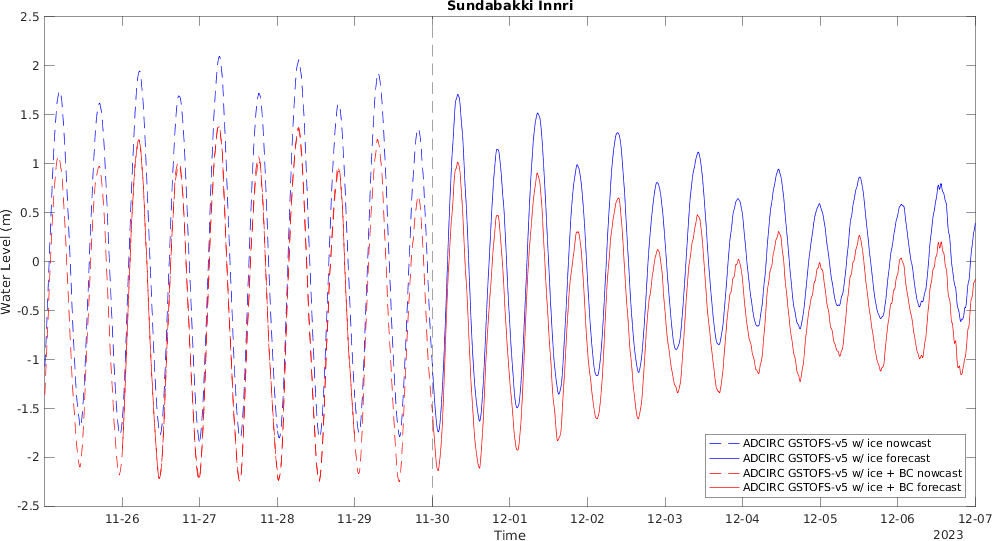 Sundabakki Innri
2.5
2
1.5
1
0.5
0
-0.5
-1
-1.5
-2
-2.5
Water Level (m)
ADCIRC GSTOFS-v5 w/ ice nowcast
ADCIRC GSTOFS-v5 w/ ice forecast
ADCIRC GSTOFS-v5 w/ ice + BC nowcast
ADCIRC GSTOFS-v5 w/ ice + BC forecast
11-26 11-27 11-28 11-29 11-30 12-01 12-02 12-03 12-04 12-05 12-06 12-07
Time
2023